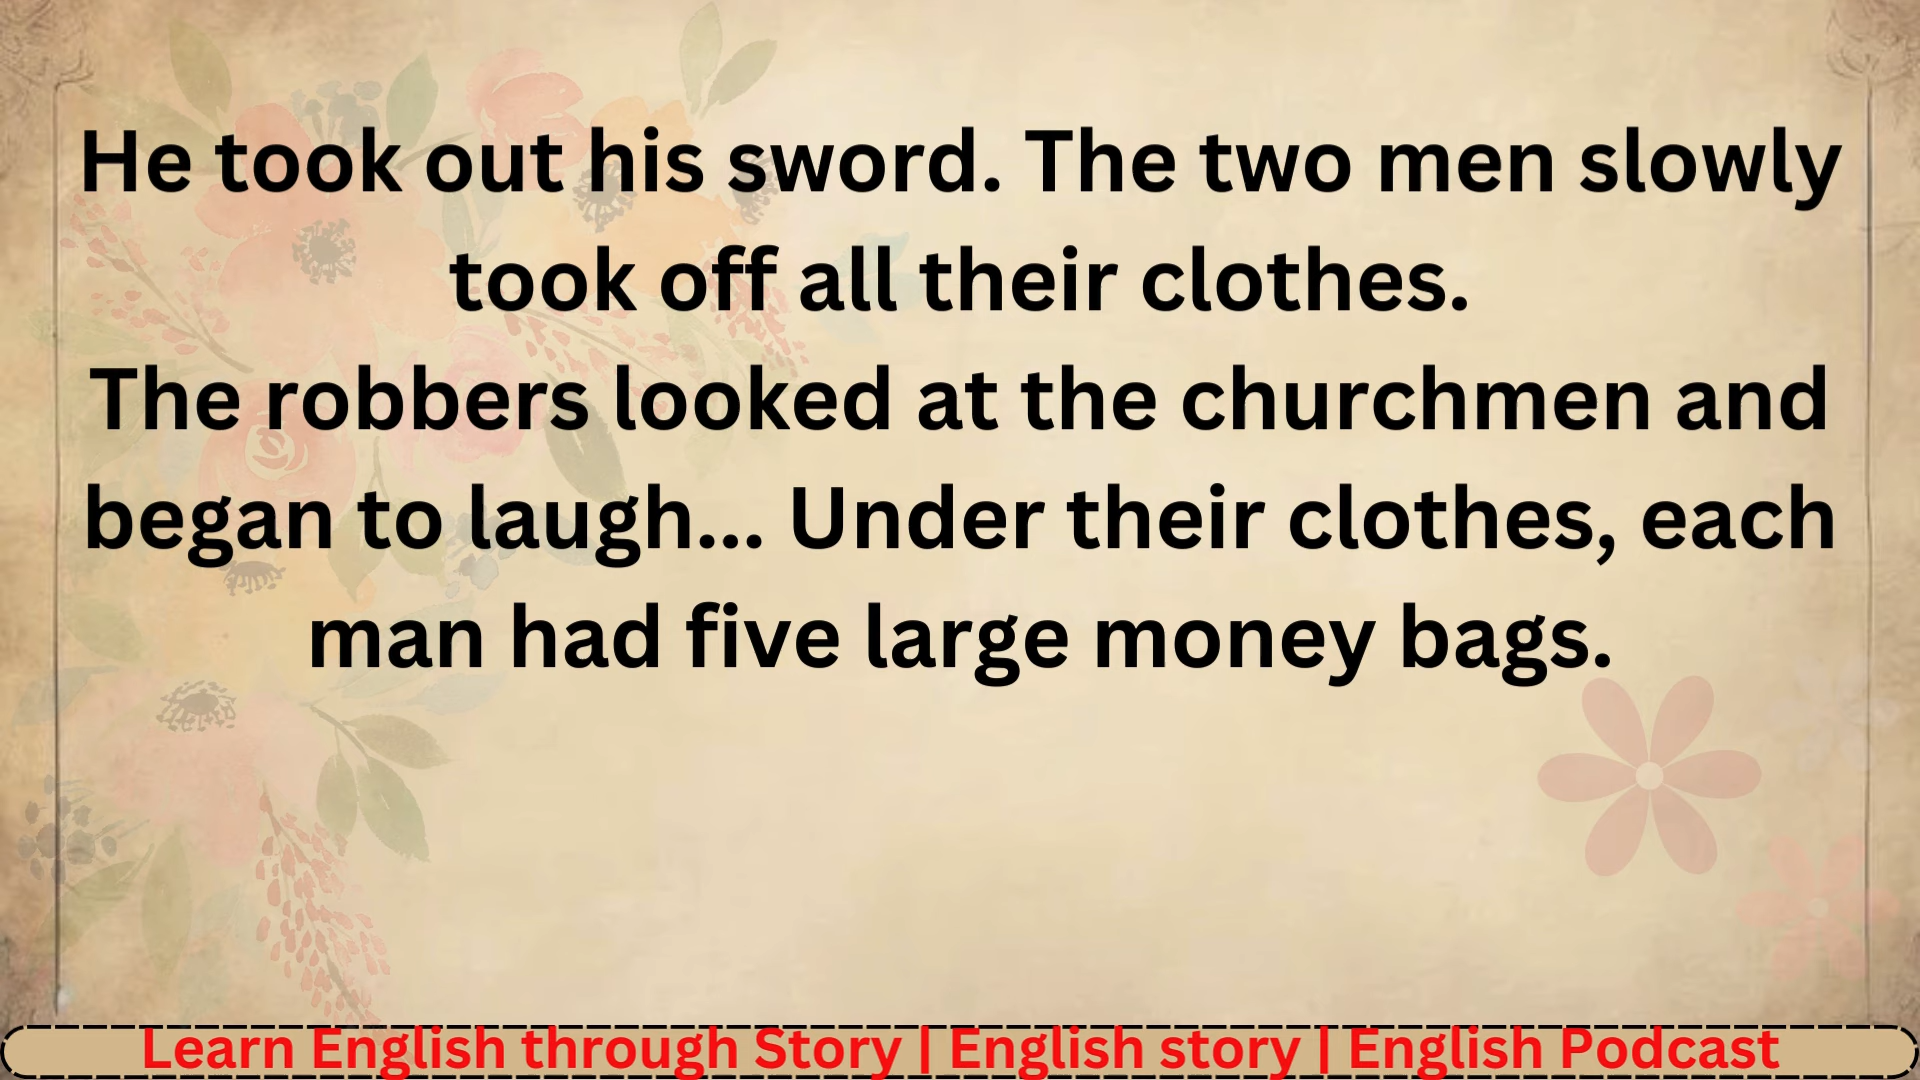 He took out his sword. The two men slowly
took off all their clothes.
The robbers looked at the churchmen and
began to laugh... Under their clothes, each
man had five large money bags.
Learn English through Story | English story | English Podcast